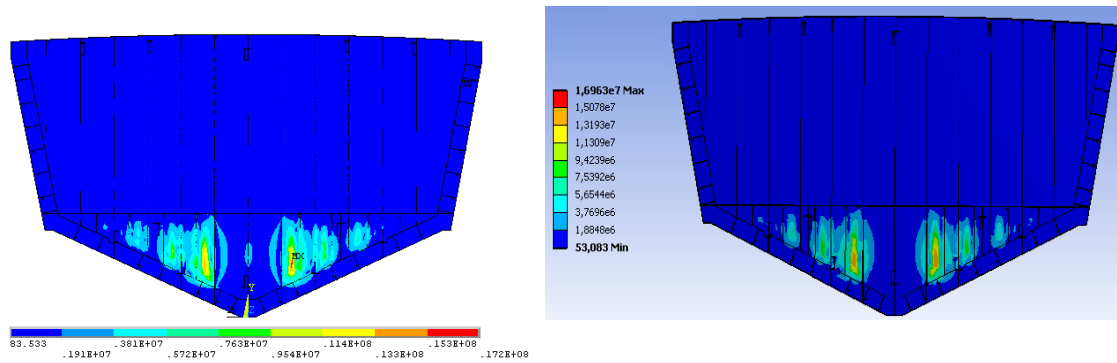 MX
Y
Z
83.533 .381E+07 .763E+07 .114E+08 .153E+08
.191E+07 .572E+07 .954E+07 .133E+08 .172E+08
1,6963e7 Max
1,5078e7
1,3193e7
1,1309e7
9,4239e6
7,5392e6
5,6544e6
3,7696e6
1,8848e6
53,083 Min